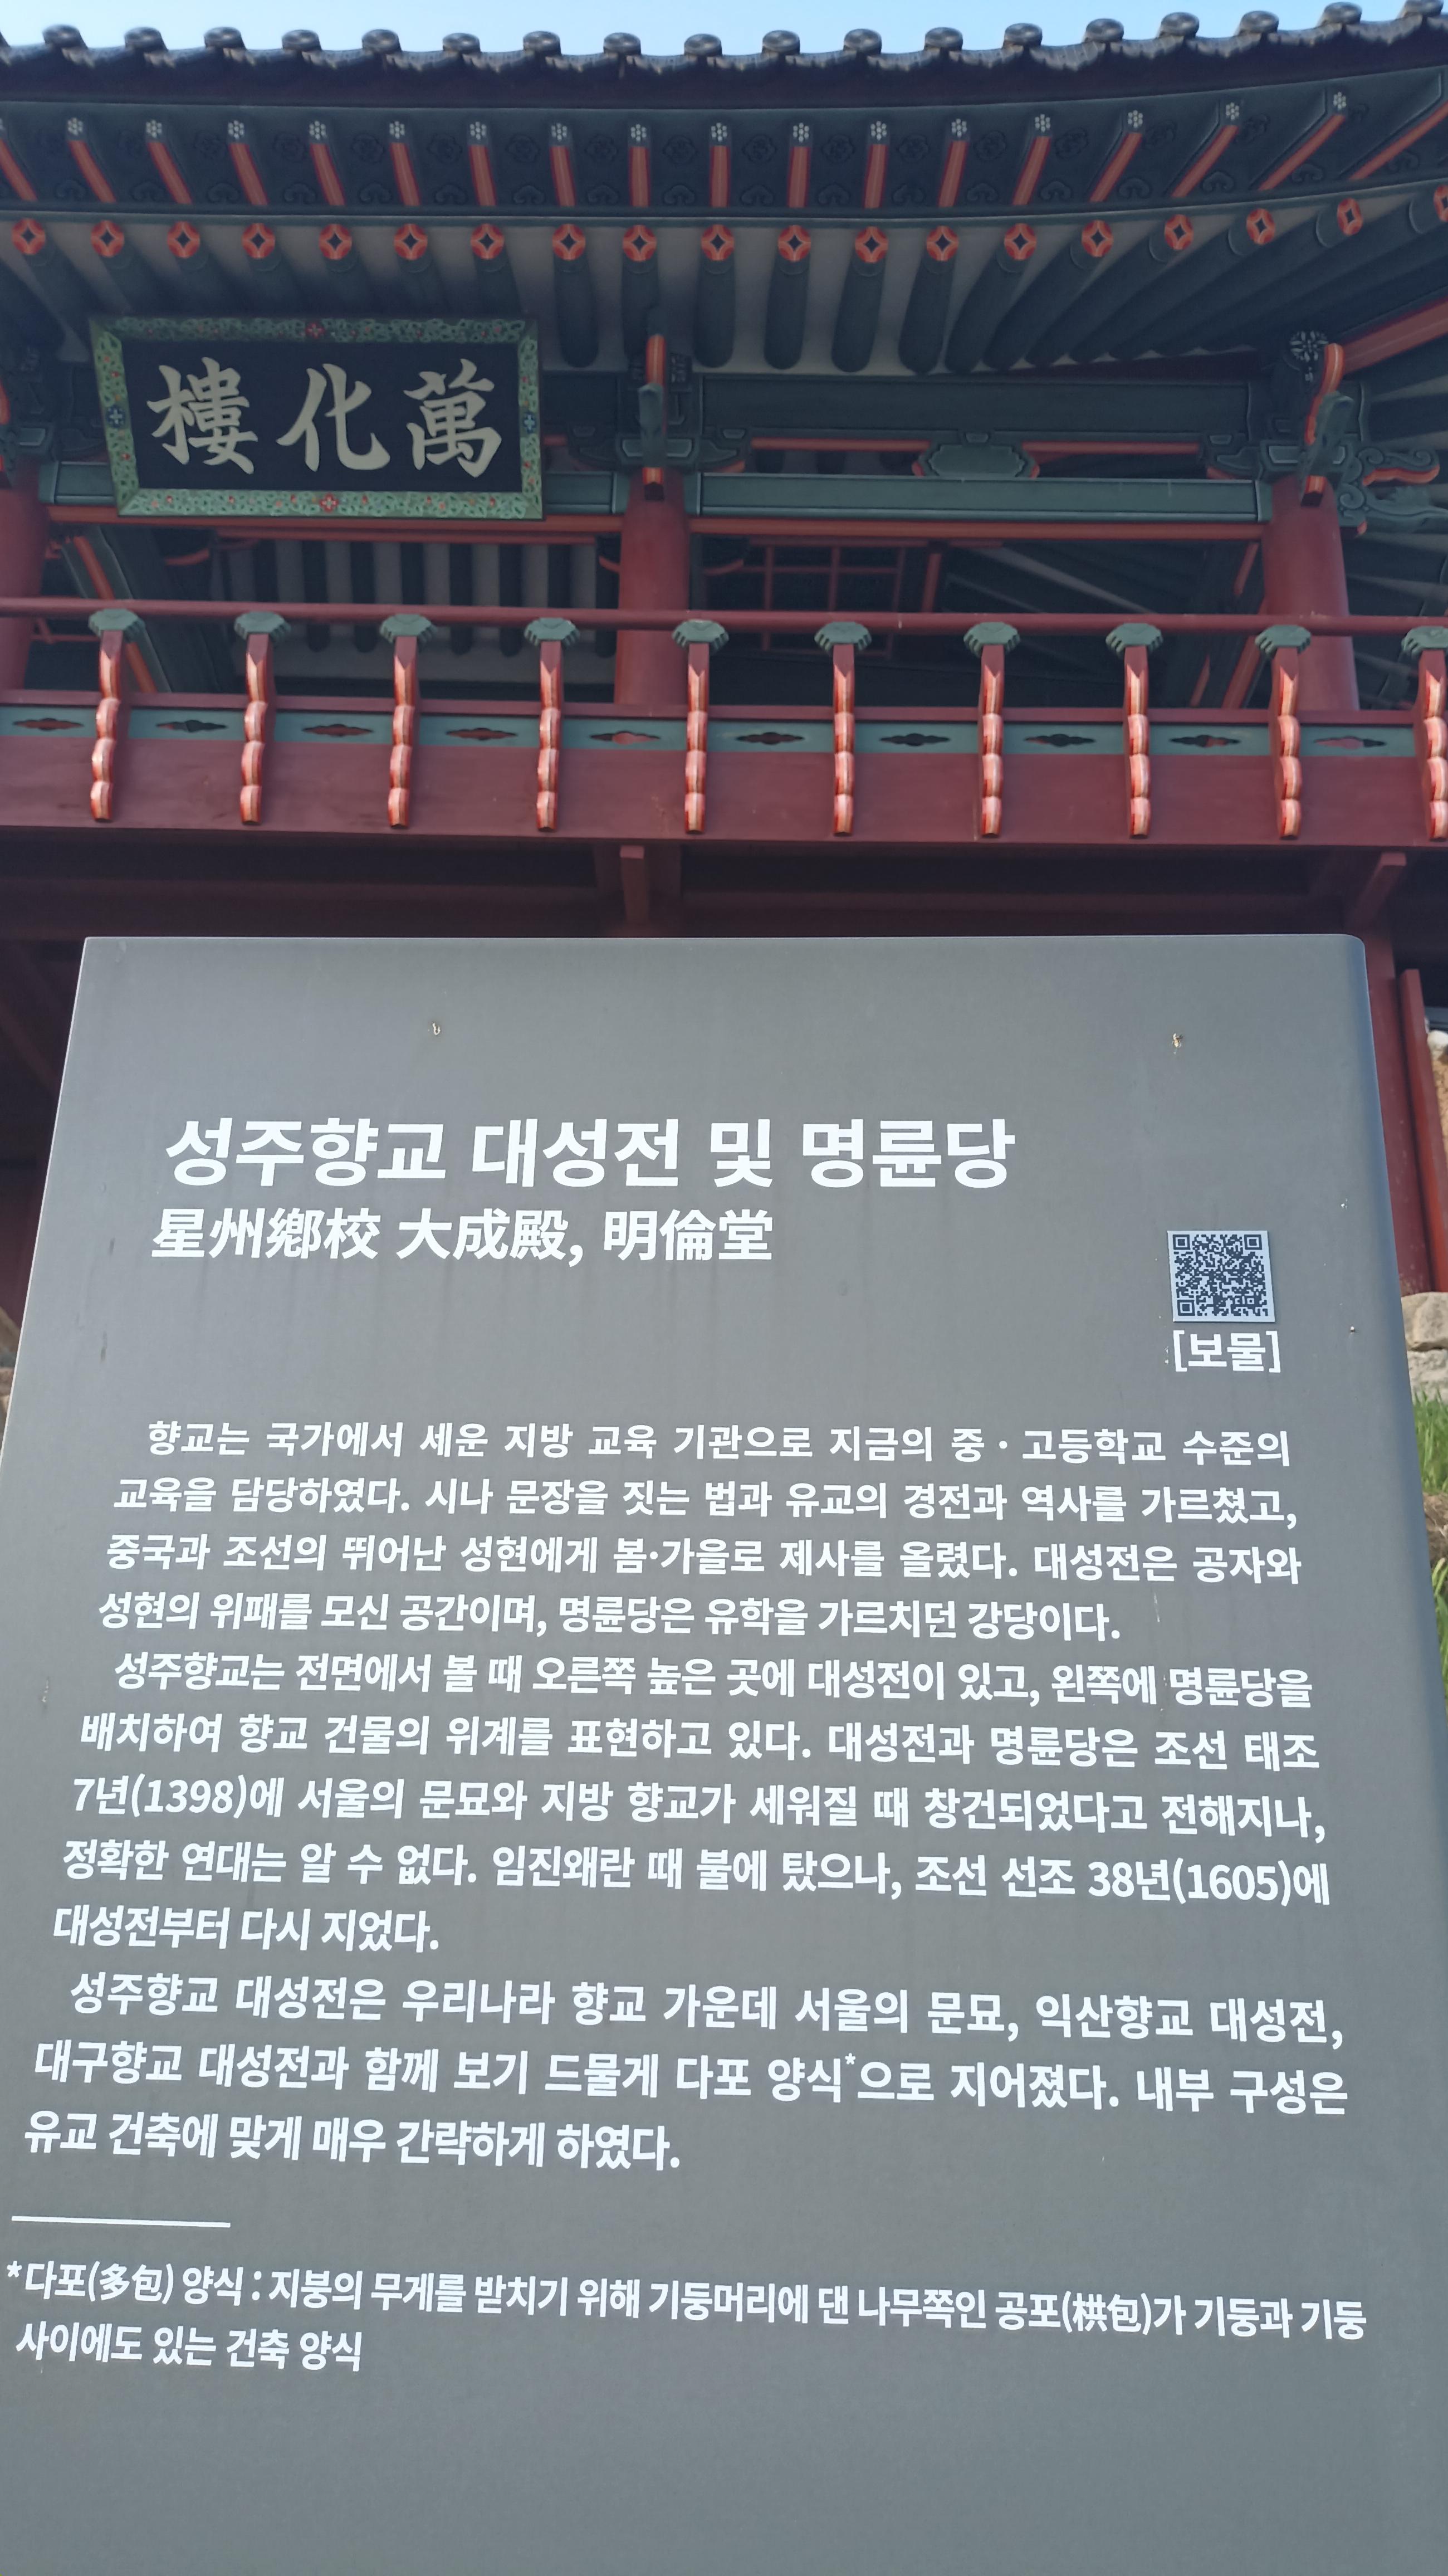 樓化萬
성주향교 대성전 및 명륜당
星州鄕校 大成殿, 明倫堂
[보물]
향교는 국가에서 세운 지방 교육 기관으로 지금의 중·고등학교 수준의
교육을 담당하였다. 시나 문장을 짓는 법과 유교의 경전과 역사를 가르쳤고,
중국과 조선의 뛰어난 성현에게 봄·가을로 제사를 올렸다. 대성전은 공자와
성현의 위패를 모신 공간이며, 명륜당은 유학을 가르치던 강당이다.
성주향교는 전면에서 볼 때 오른쪽 높은 곳에 대성전이 있고, 왼쪽에 명륜당을
배치하여 향교 건물의 위계를 표현하고 있다. 대성전과 명륜당은 조선 태조
7년(1398)에 서울의 문묘와 지방 향교가 세워질 때 창건되었다고 전해지나,
정확한 연대는 알 수 없다. 임진왜란 때 불에 탔으나, 조선 선조 38년(1605)에
대성전부터 다시 지었다.
성주향교 대성전은 우리나라 향교 가운데 서울의 문묘, 익산향교 대성전,
대구향교 대성전과 함께 보기 드물게 다포 양식*으로 지어졌다. 내부 구성은
유교 건축에 맞게 매우 간략하게 하였다.
*다포(多包) 양식 : 지붕의 무게를 받치기 위해 기둥머리에 댄 나무쪽인 공포(栱包)가 기둥과 기둥
사이에도 있는 건축 양식